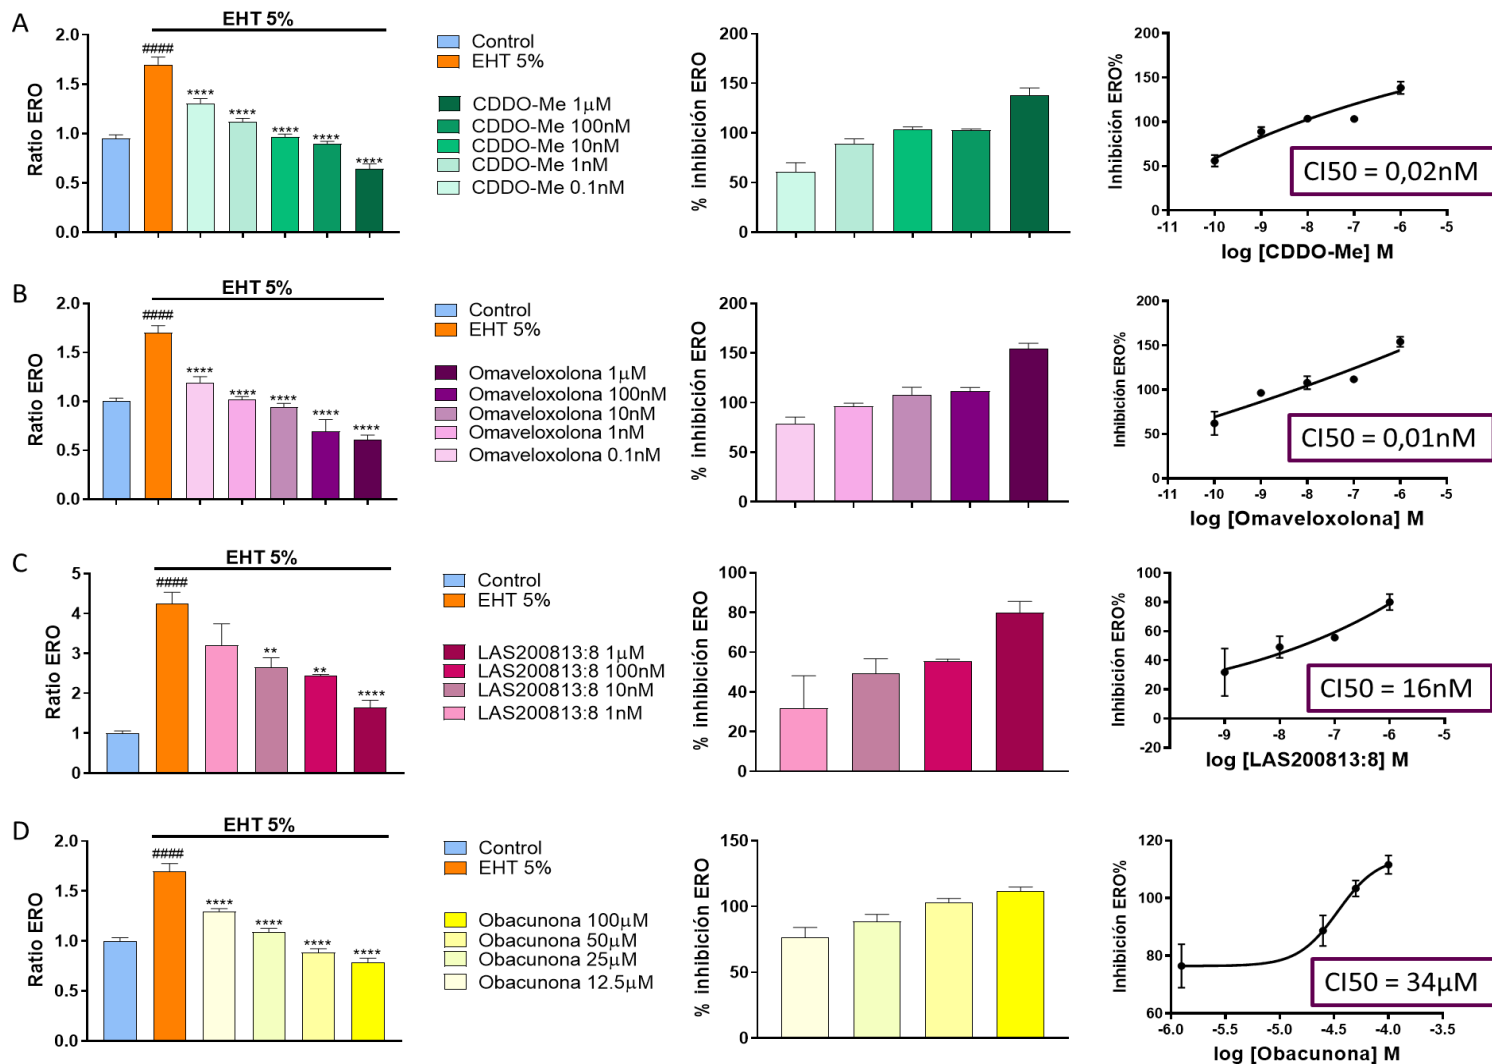 A
EHT 5%
Ratio ERO
2.0
1.5
1.0
0.5
0.0
####
****
****
****
****
****
Control
EHT 5%
CDDO-Me 1μM
CDDO-Me 100nM
CDDO-Me 10nM
CDDO-Me 1nM
CDDO-Me 0.1nM
% inhibición ERO
200
150
100
50
0
Inhibición ERO%
200
150
100
50
0
-11 -10 -9 -8 -7 -6 -5
log [CDDO-Me] M
CI50 = 0,02nM
B
EHT 5%
Ratio ERO
2.0
1.5
1.0
0.5
0.0
####
****
****
****
****
****
Control
EHT 5%
Omaveloxolona 1μM
Omaveloxolona 100nM
Omaveloxolona 10nM
Omaveloxolona 1nM
Omaveloxolona 0.1nM
% inhibición ERO
200
150
100
50
0
Inhibición ERO%
200
150
100
50
0
-11 -10 -9 -8 -7 -6 -5
log [Omaveloxolona] M
CI50 = 0,01nM
C
EHT 5%
Ratio ERO
5
4
3
2
1
0
####
**
**
****
Control
EHT 5%
LAS200813:8 1μM
LAS200813:8 100nM
LAS200813:8 10nM
LAS200813:8 1nM
% inhibición ERO
100
80
60
40
20
0
Inhibición ERO%
100
80
60
40
20
0
-20
-9 -8 -7 -6 -5
log [LAS200813:8] M
CI50 = 16nM
D
EHT 5%
Ratio ERO
2.0
1.5
1.0
0.5
0.0
####
****
****
****
****
Control
EHT 5%
Obacunona 100μM
Obacunona 50μM
Obacunona 25μM
Obacunona 12.5μM
% inhibición ERO
150
100
50
0
Inhibición ERO%
120
100
80
60
-6.0 -5.5 -5.0 -4.5 -4.0 -3.5
log [Obacunona] M
CI50 = 34μM